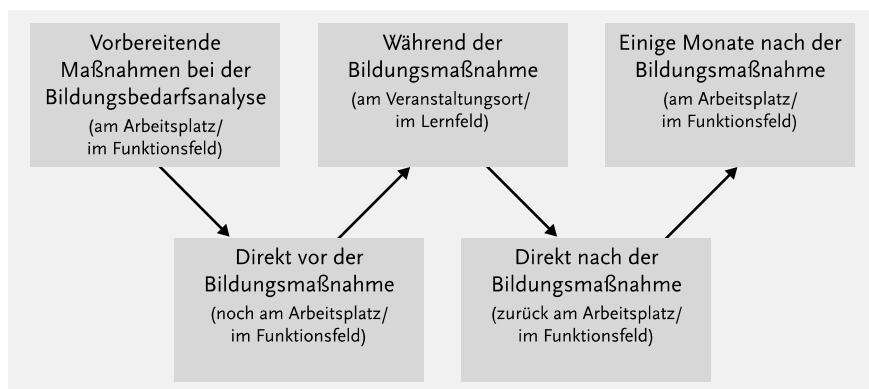 Vorbereitende
Maßnahmen bei der
Bildungsbedarfsanalyse
(am Arbeitsplatz/
im Funktionsfeld)
Direkt vor der
Bildungsmaßnahme
(noch am Arbeitsplatz/
im Funktionsfeld)
Während der
Bildungsmaßnahme
(am Veranstaltungsort/
im Lernfeld)
Direkt nach der
Bildungsmaßnahme
(zurück am Arbeitsplatz/
im Funktionsfeld)
Einige Monate nach der
Bildungsmaßnahme
(am Arbeitsplatz/
im Funktionsfeld)